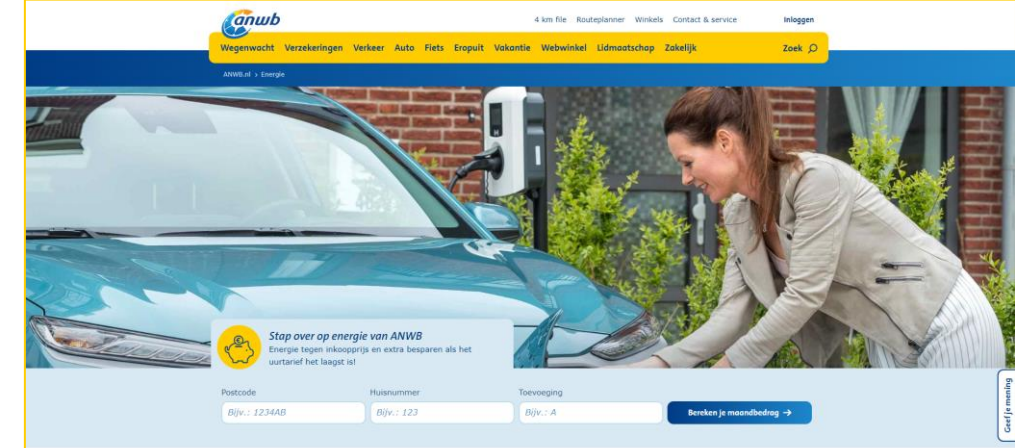 anwb
4 km file Routeplanner Winkels Contact & service Inloggen
Wegenwacht Verzekeringen Verkeer Auto Fiets Eropuit Vakantie Webwinkel Lidmaatschap Zakelijk Zoek
ANWB.nl > Energie
Stap over op energie van ANWB
Energie tegen inkoopprijs en extra besparen als het
uurtarief het laagst is!
Postcode Huisnummer Toevoeging
Bijv.: 1234AB Bijv.: 123 Bijv.: A Bereken je maandbedrag →
Geef je mening